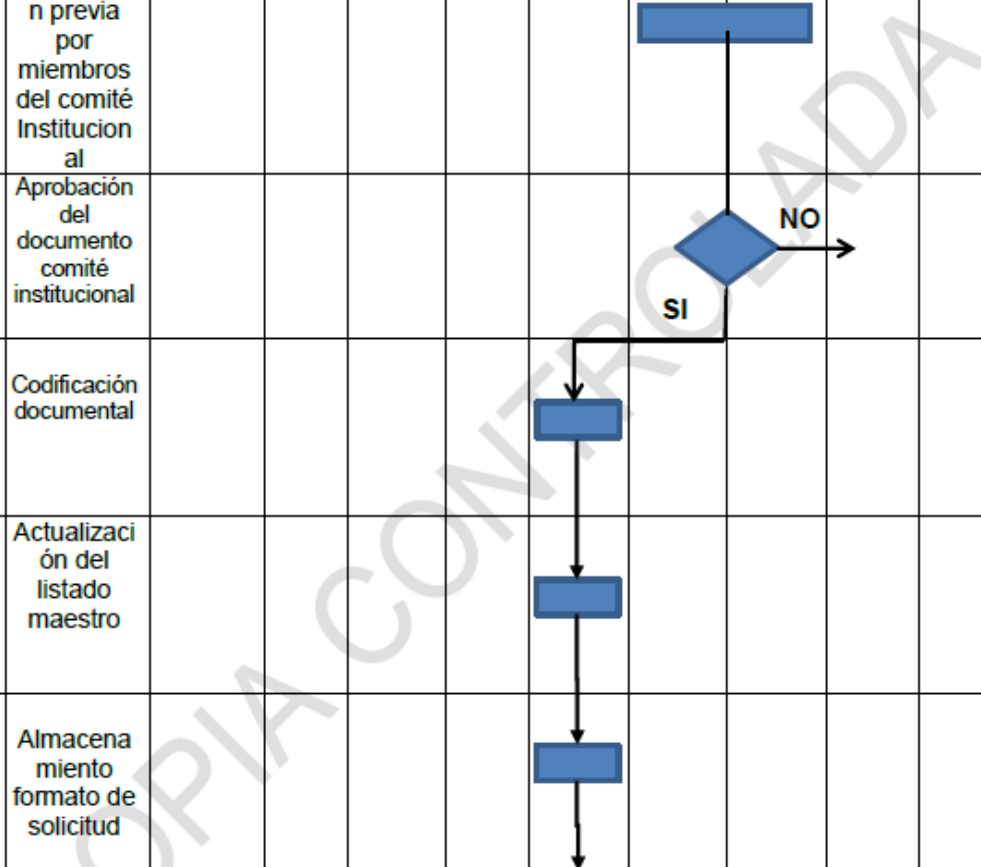 n previa
por
miembros
del comité
Institucion
al
Aprobación
del
documento
comité
institucional
NO
SI
Codificación
documental
Actualizaci
ón del
listado
maestro
Almacena
miento
formato de
solicitud
OPIA CONTROLADA